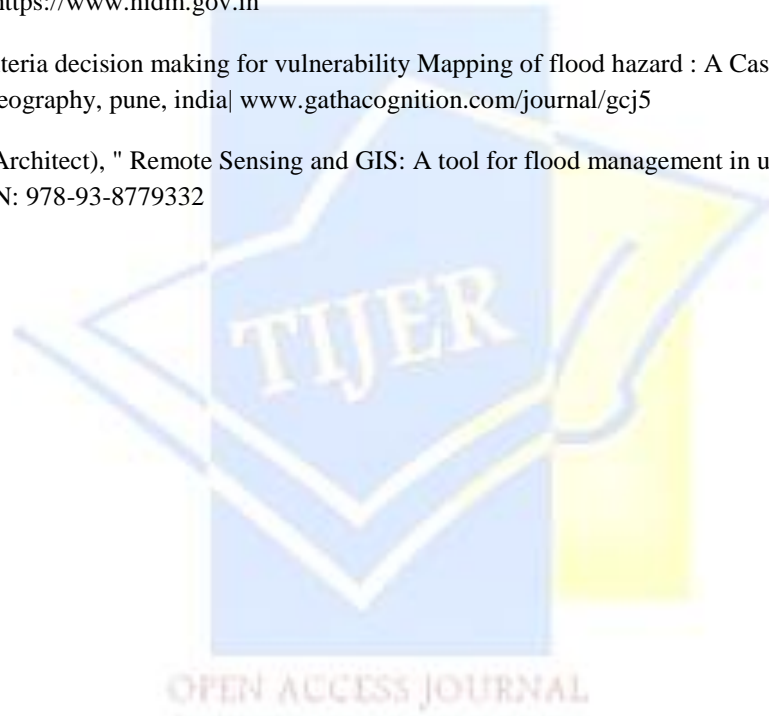 https://www.nidm.gov.in
teria decision making for vulnerability Mapping of flood hazard : A Cas
eography, pune, india| www.gathacognition.com/journal/gcj5
Architect), " Remote Sensing and GIS: A tool for flood management in u
N: 978-93-8779332
TIJER
OPEN ACCESS JOURNAL